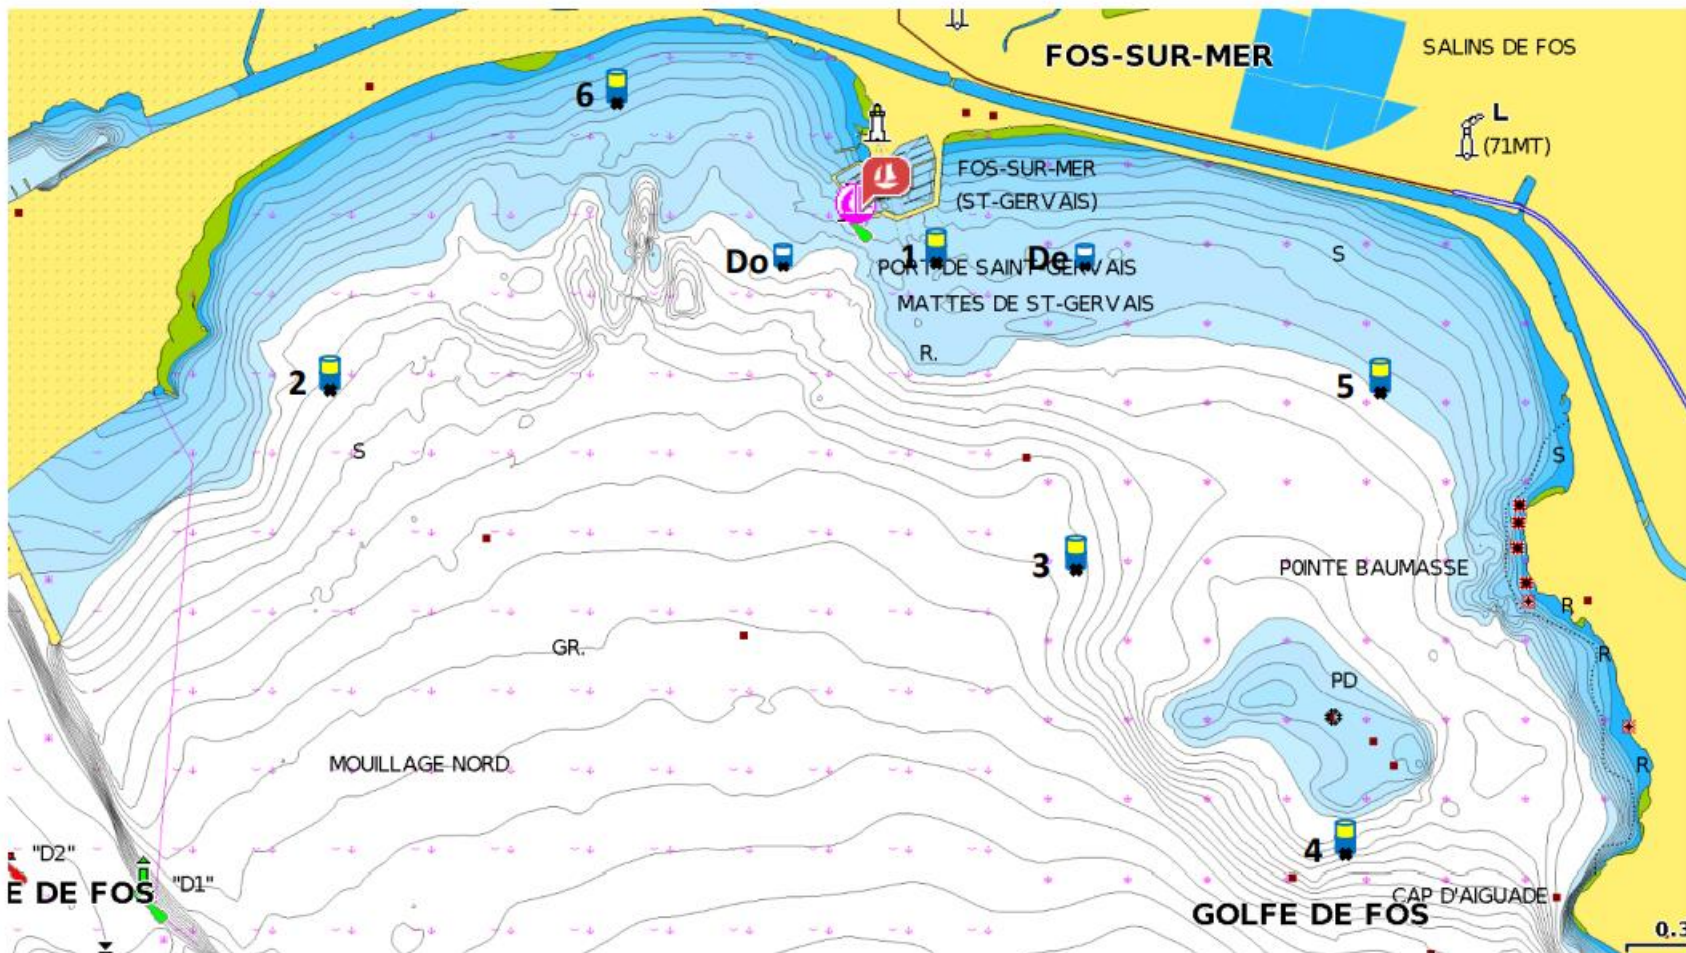 FOS-SUR-MER
SALINS DE FOS
6
L
(71MT)
FOS-SUR-MER
(ST-GERVAIS)
Do
1
De
S
PORT DE SAINT-GERVAIS
MATTES DE ST-GERVAIS
R.
2
5
S
S
3
POINTE BAUMASSE
R
GR.
R
PD
MOUILLAGE NORD
R
4
"D2"
"D1"
E DE FOS
CAP D'AIGUADE
GOLFE DE FOS
0.3